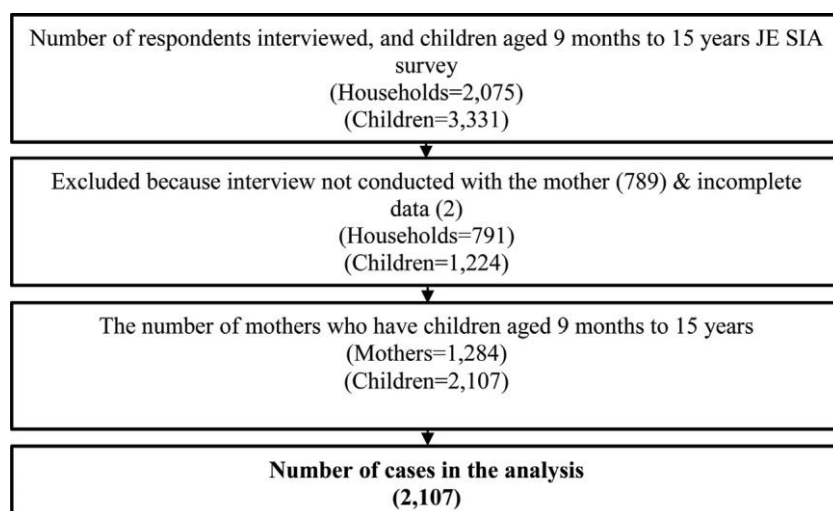 Number of respondents interviewed, and children aged 9 months to 15 years JE SIA
survey
(Households=2,075)
(Children=3,331)
Excluded because interview not conducted with the mother (789) & incomplete
data (2)
(Households=791)
(Children=1,224)
The number of mothers who have children aged 9 months to 15 years
(Mothers=1,284)
(Children=2,107)
Number of cases in the analysis
(2,107)